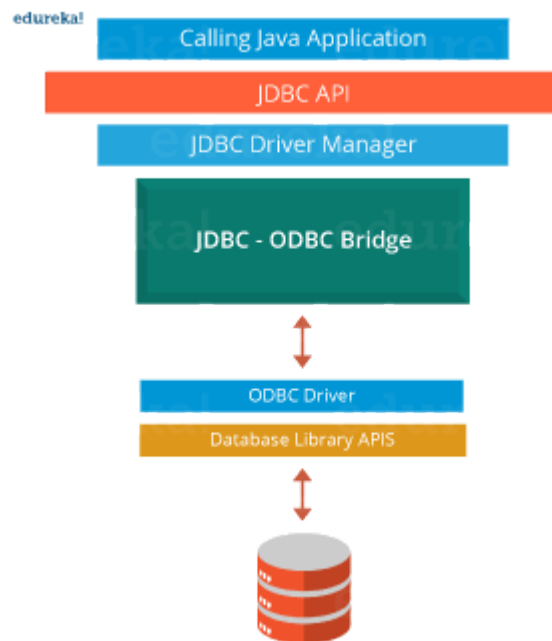 edureka!
Calling Java Application
JDBC API
JDBC Driver Manager
JDBC - ODBC Bridge
ODBC Driver
Database Library APIS